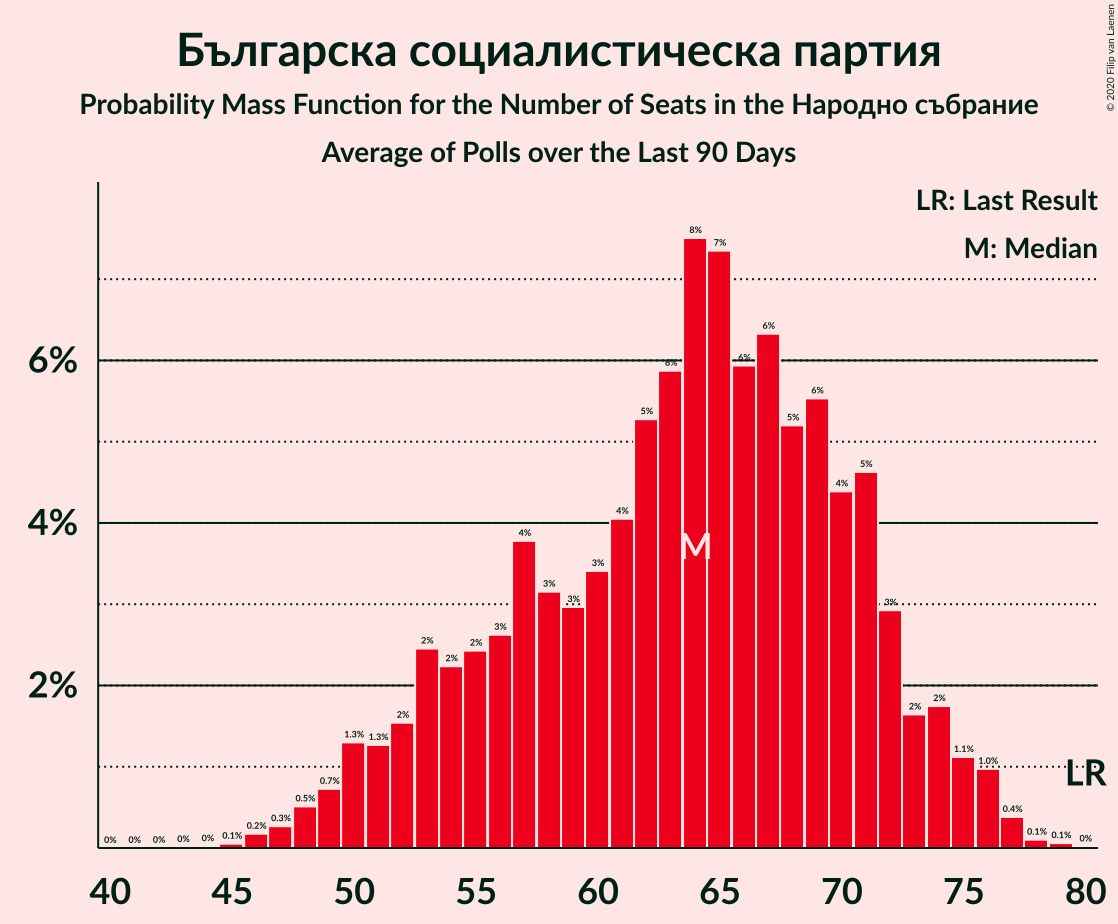 Българска социалистическа партия
Probability Mass Function for the Number of Seats in the Народно събрание
Average of Polls over the Last 90 Days
© 2020 Filip van Laenen
LR: Last Result
M: Median
6%
4%
2%
0% 0% 0% 0% 0% 0.1% 0.2% 0.3% 0.5% 0.7% 1.3% 1.3% 2% 2% 2% 2% 3% 4% 3% 3% 3% 4% 5% 6% 8% 7% 6% 6% 5% 6% 4% 5% 3% 2% 2% 1.1% 1.0% 0.4% 0.1% 0.1% 0%
M
LR
40 45 50 55 60 65 70 75 80